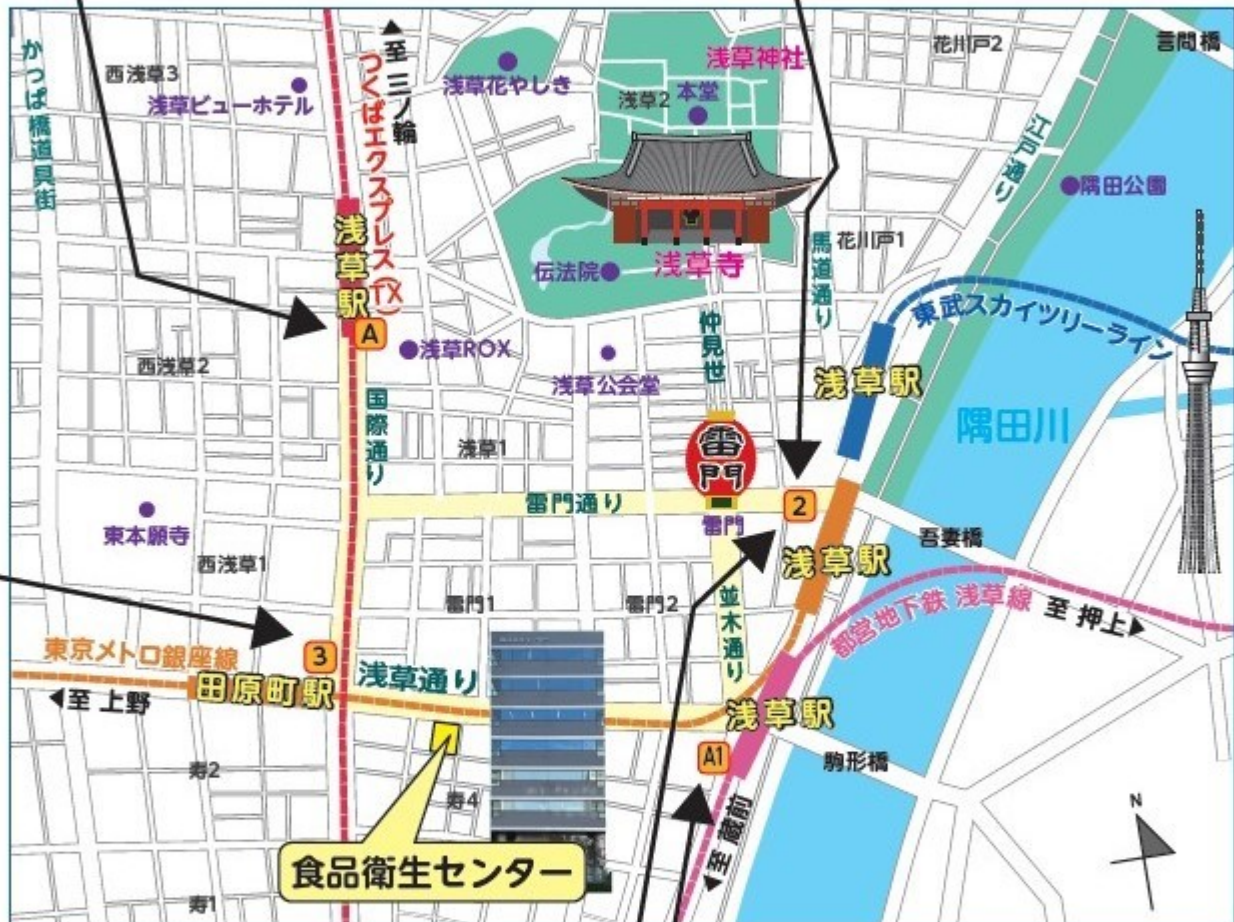 かっぱ橋道具街
西浅草3
浅草ビューホテル
つくばエクスプレス(TX)
▲至 三ノ輪
浅草花やしき
浅草神社
浅草2
本堂
花川戸2
言問橋
江戸通り
隅田公園
浅草駅
A
伝法院
浅草寺
馬道通り
花川戸1
東武スカイツリーライン
浅草ROX
浅草公会堂
仲見世
西浅草2
国際通り
浅草1
浅草駅
隅田川
雷門
雷門通り
雷門
2
東本願寺
西浅草1
浅草駅
吾妻橋
雷門1
雷門2
並木通り
都営地下鉄 浅草線
至 押上▶
3
東京メトロ銀座線
田原町駅
浅草通り
◀至 上野
浅草駅
A1
駒形橋
寿2
寿4
◀至 蔵前
N
食品衛生センター
寿1